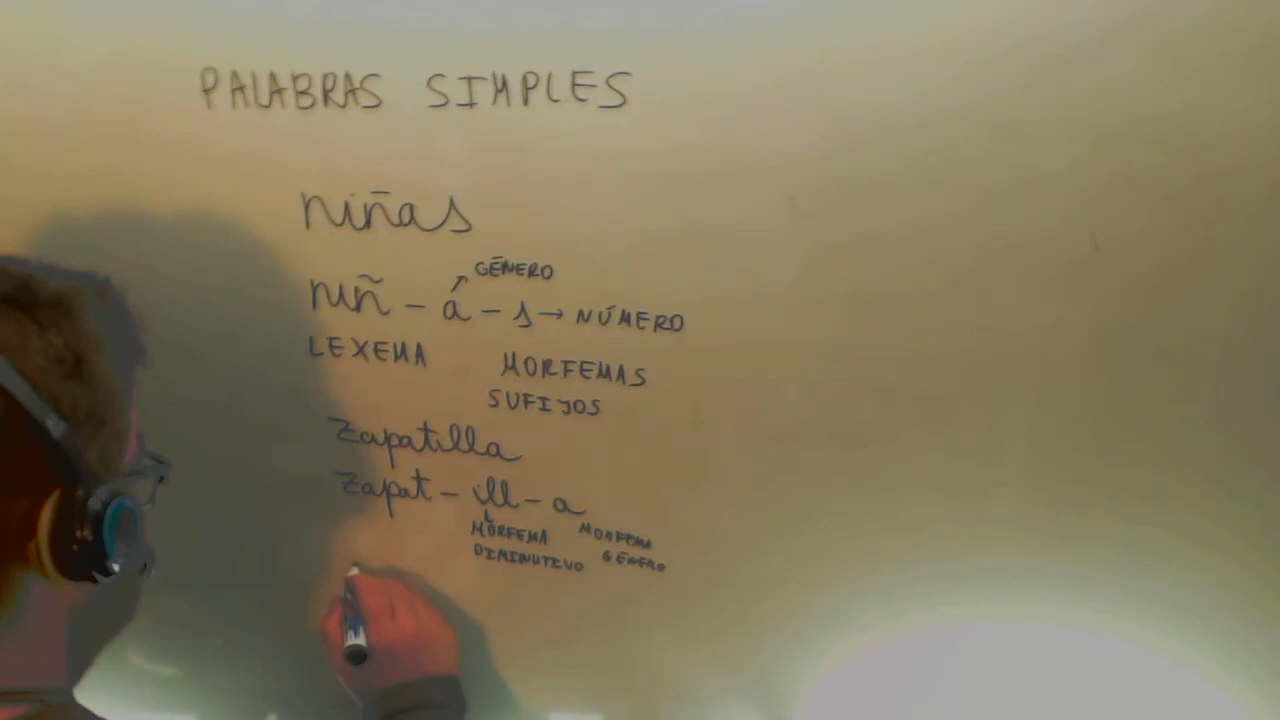 PALABRAS SIMPLES
niñas
GÉNERO
niñ - a - s → NÚMERO
LEXEMA MORFEMAS
SUFIJOS
Zapatilla
Zapat - ill - a
MORFEMA MORFEMA
DIMINUTIVO GÉNERO